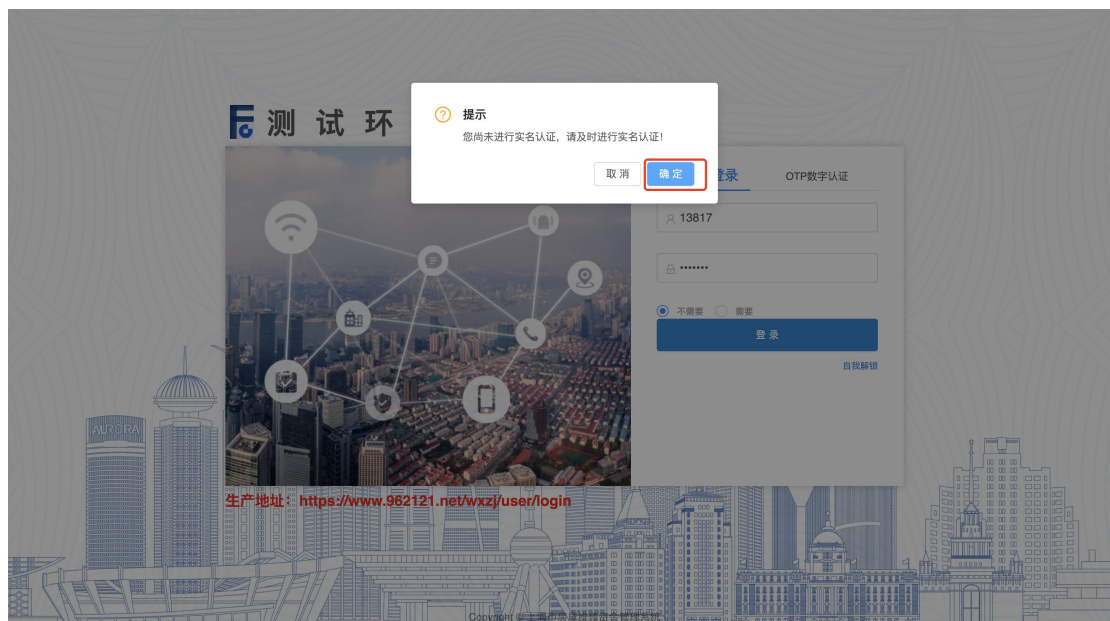 测 试 环
提示
您尚未进行实名认证，请及时进行实名认证！
取 消
确 定
登录
OTP数字认证
13817
•••••••
不需要
需要
登 录
自我解锁
AURORA
生产地址：https://www.962121.net/wxzj/user/login